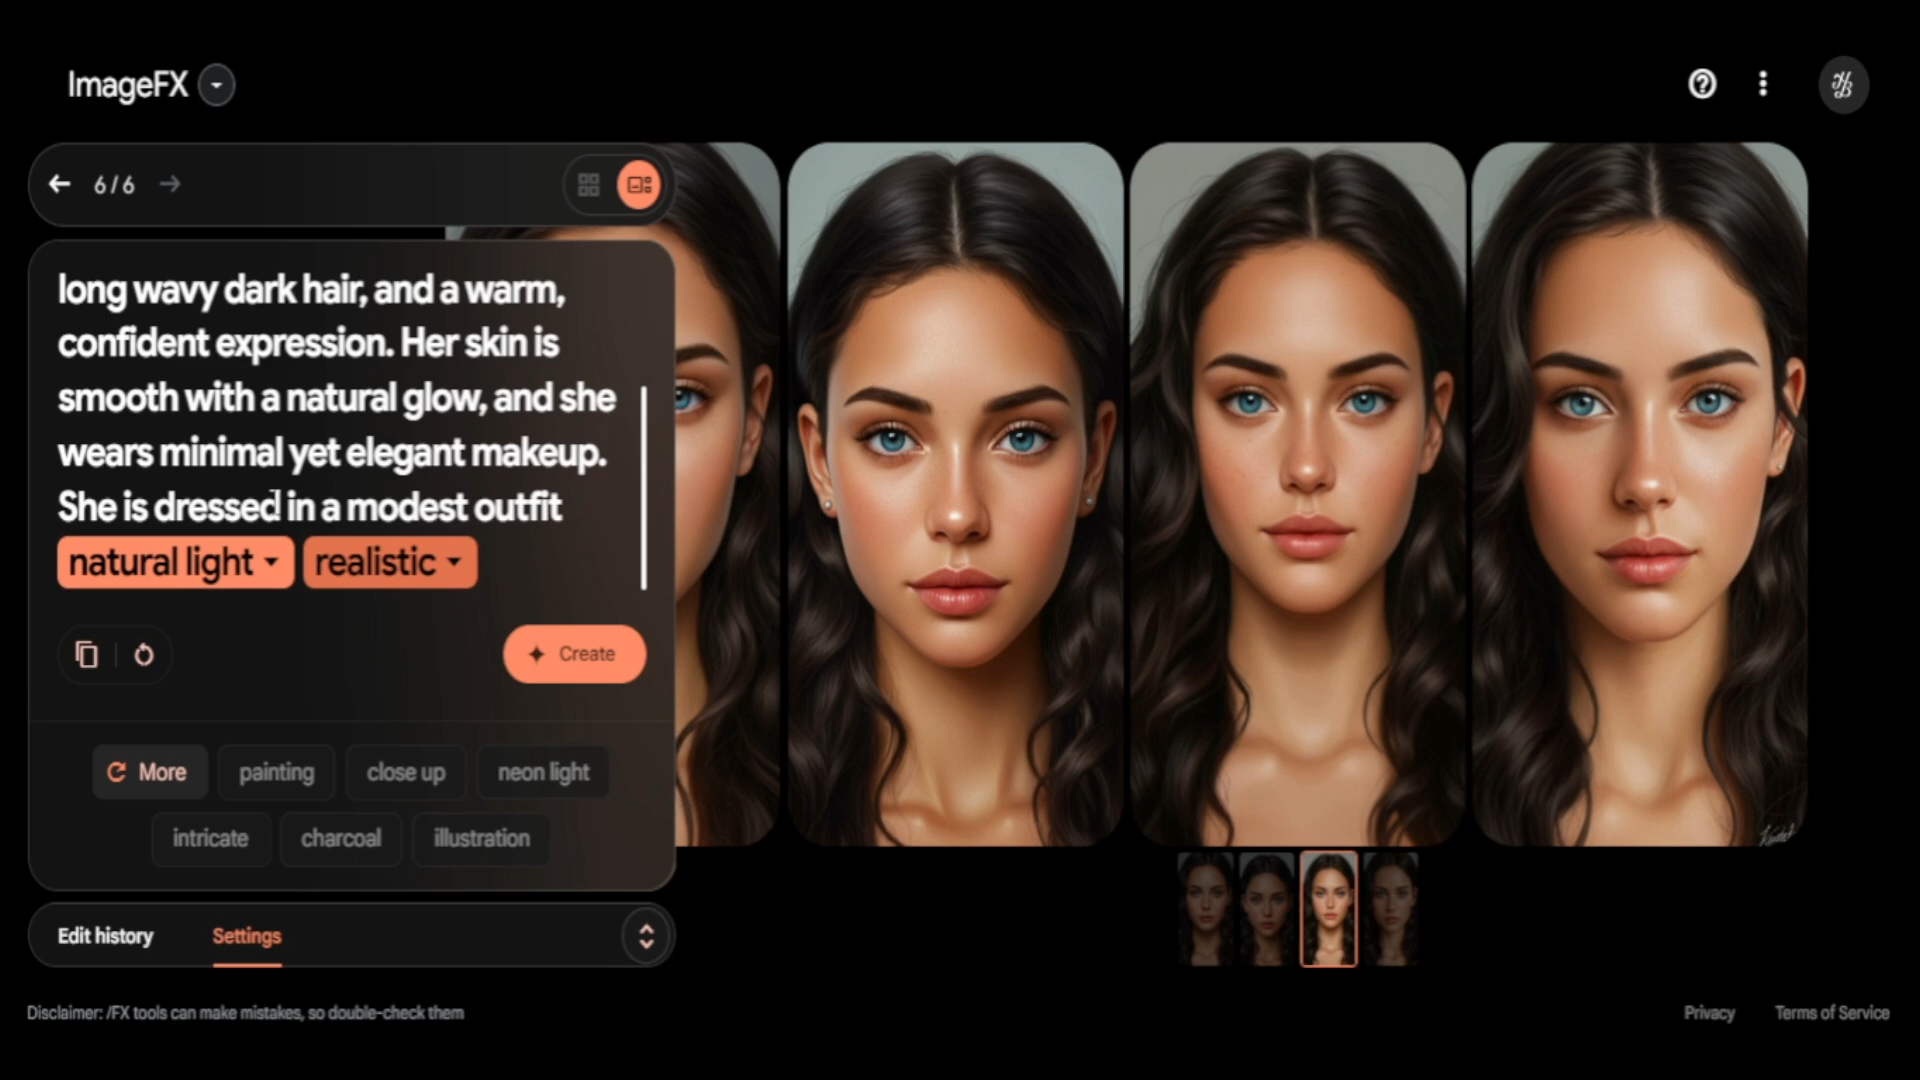 ImageFX
6/6
long wavy dark hair, and a warm,
confident expression. Her skin is
smooth with a natural glow, and she
wears minimal yet elegant makeup.
She is dressed in a modest outfit
natural light realistic
Create
More painting close up neon light
intricate charcoal illustration
Edit history Settings
Disclaimer: /FX tools can make mistakes, so double-check them
Privacy Terms of Service